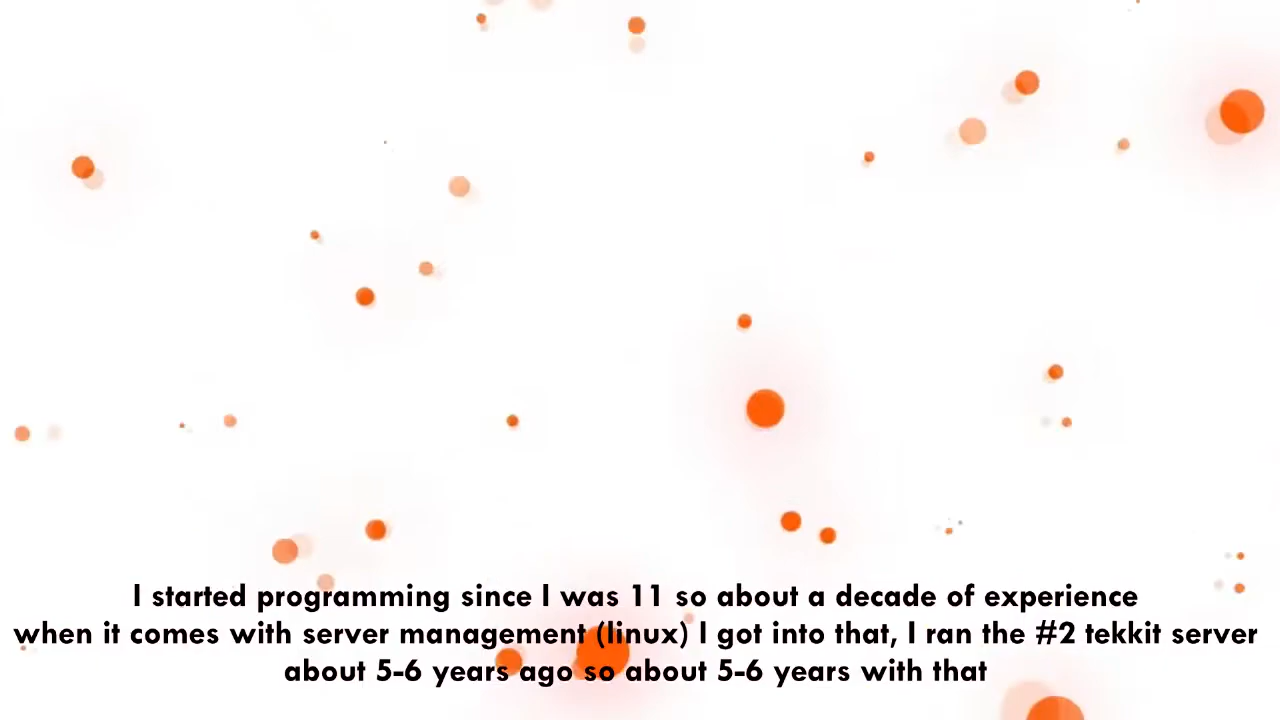 I started programming since I was 11 so about a decade of experience
when it comes with server management (linux) I got into that, I ran the #2 tekkit server
about 5-6 years ago so about 5-6 years with that